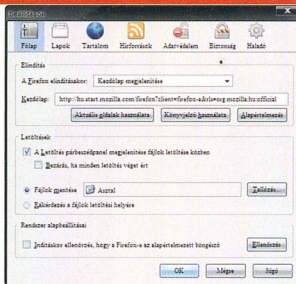 Beállítások
Főlap Lapok Tartalom Hírforrások Adatvédelem Biztonság Haladó
Elindítás
A Firefox elindításakor: Kezdőlap megjelenítése
Kezdőlap: http://hu.start.mozilla.com/firefox?client=firefox-a&rls=org.mozilla:hu:official
Aktuális oldalak használata Könyvjelző használata Alapértelmezés
Letöltések
A Letöltés párbeszédpanel megjelenítése fájlok letöltése közben
Bezárás, ha minden letöltés véget ért
Fájlok mentése Asztal Tallózás...
Rákérdezés a fájlok letöltési helyére
Rendszer alapbeállításai
Indításkor ellenőrzés, hogy a Firefox-e az alapértelmezett böngésző Ellenőrzés
OK Mégse Súgó